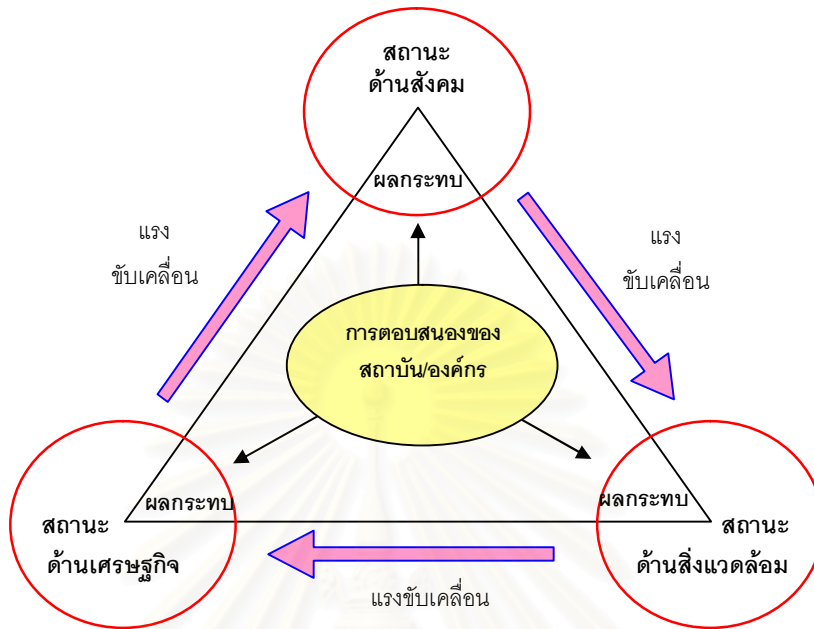 สถานะ
ด้านสังคม
ผลกระทบ
แรง
ขับเคลื่อน
แรง
ขับเคลื่อน
การตอบสนองของ
สถาบัน/องค์กร
ผลกระทบ
สถานะ
ด้านเศรษฐกิจ
ผลกระทบ
สถานะ
ด้านสิ่งแวดล้อม
แรงขับเคลื่อน